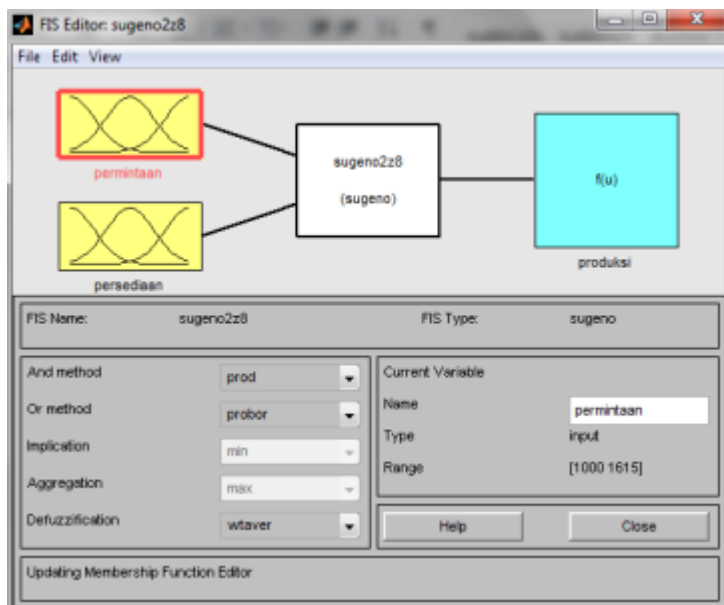 FIS Editor: sugeno2z8
File Edit View
permintaan
persediaan
sugeno2z8
(sugeno)
f(u)
produksi
FIS Name: sugeno2z8 FIS Type: sugeno
And method prod
Or method probor
Implication min
Aggregation max
Defuzzification wtaver
Current Variable
Name permintaan
Type input
Range [1000 1615]
Help Close
Updating Membership Function Editor